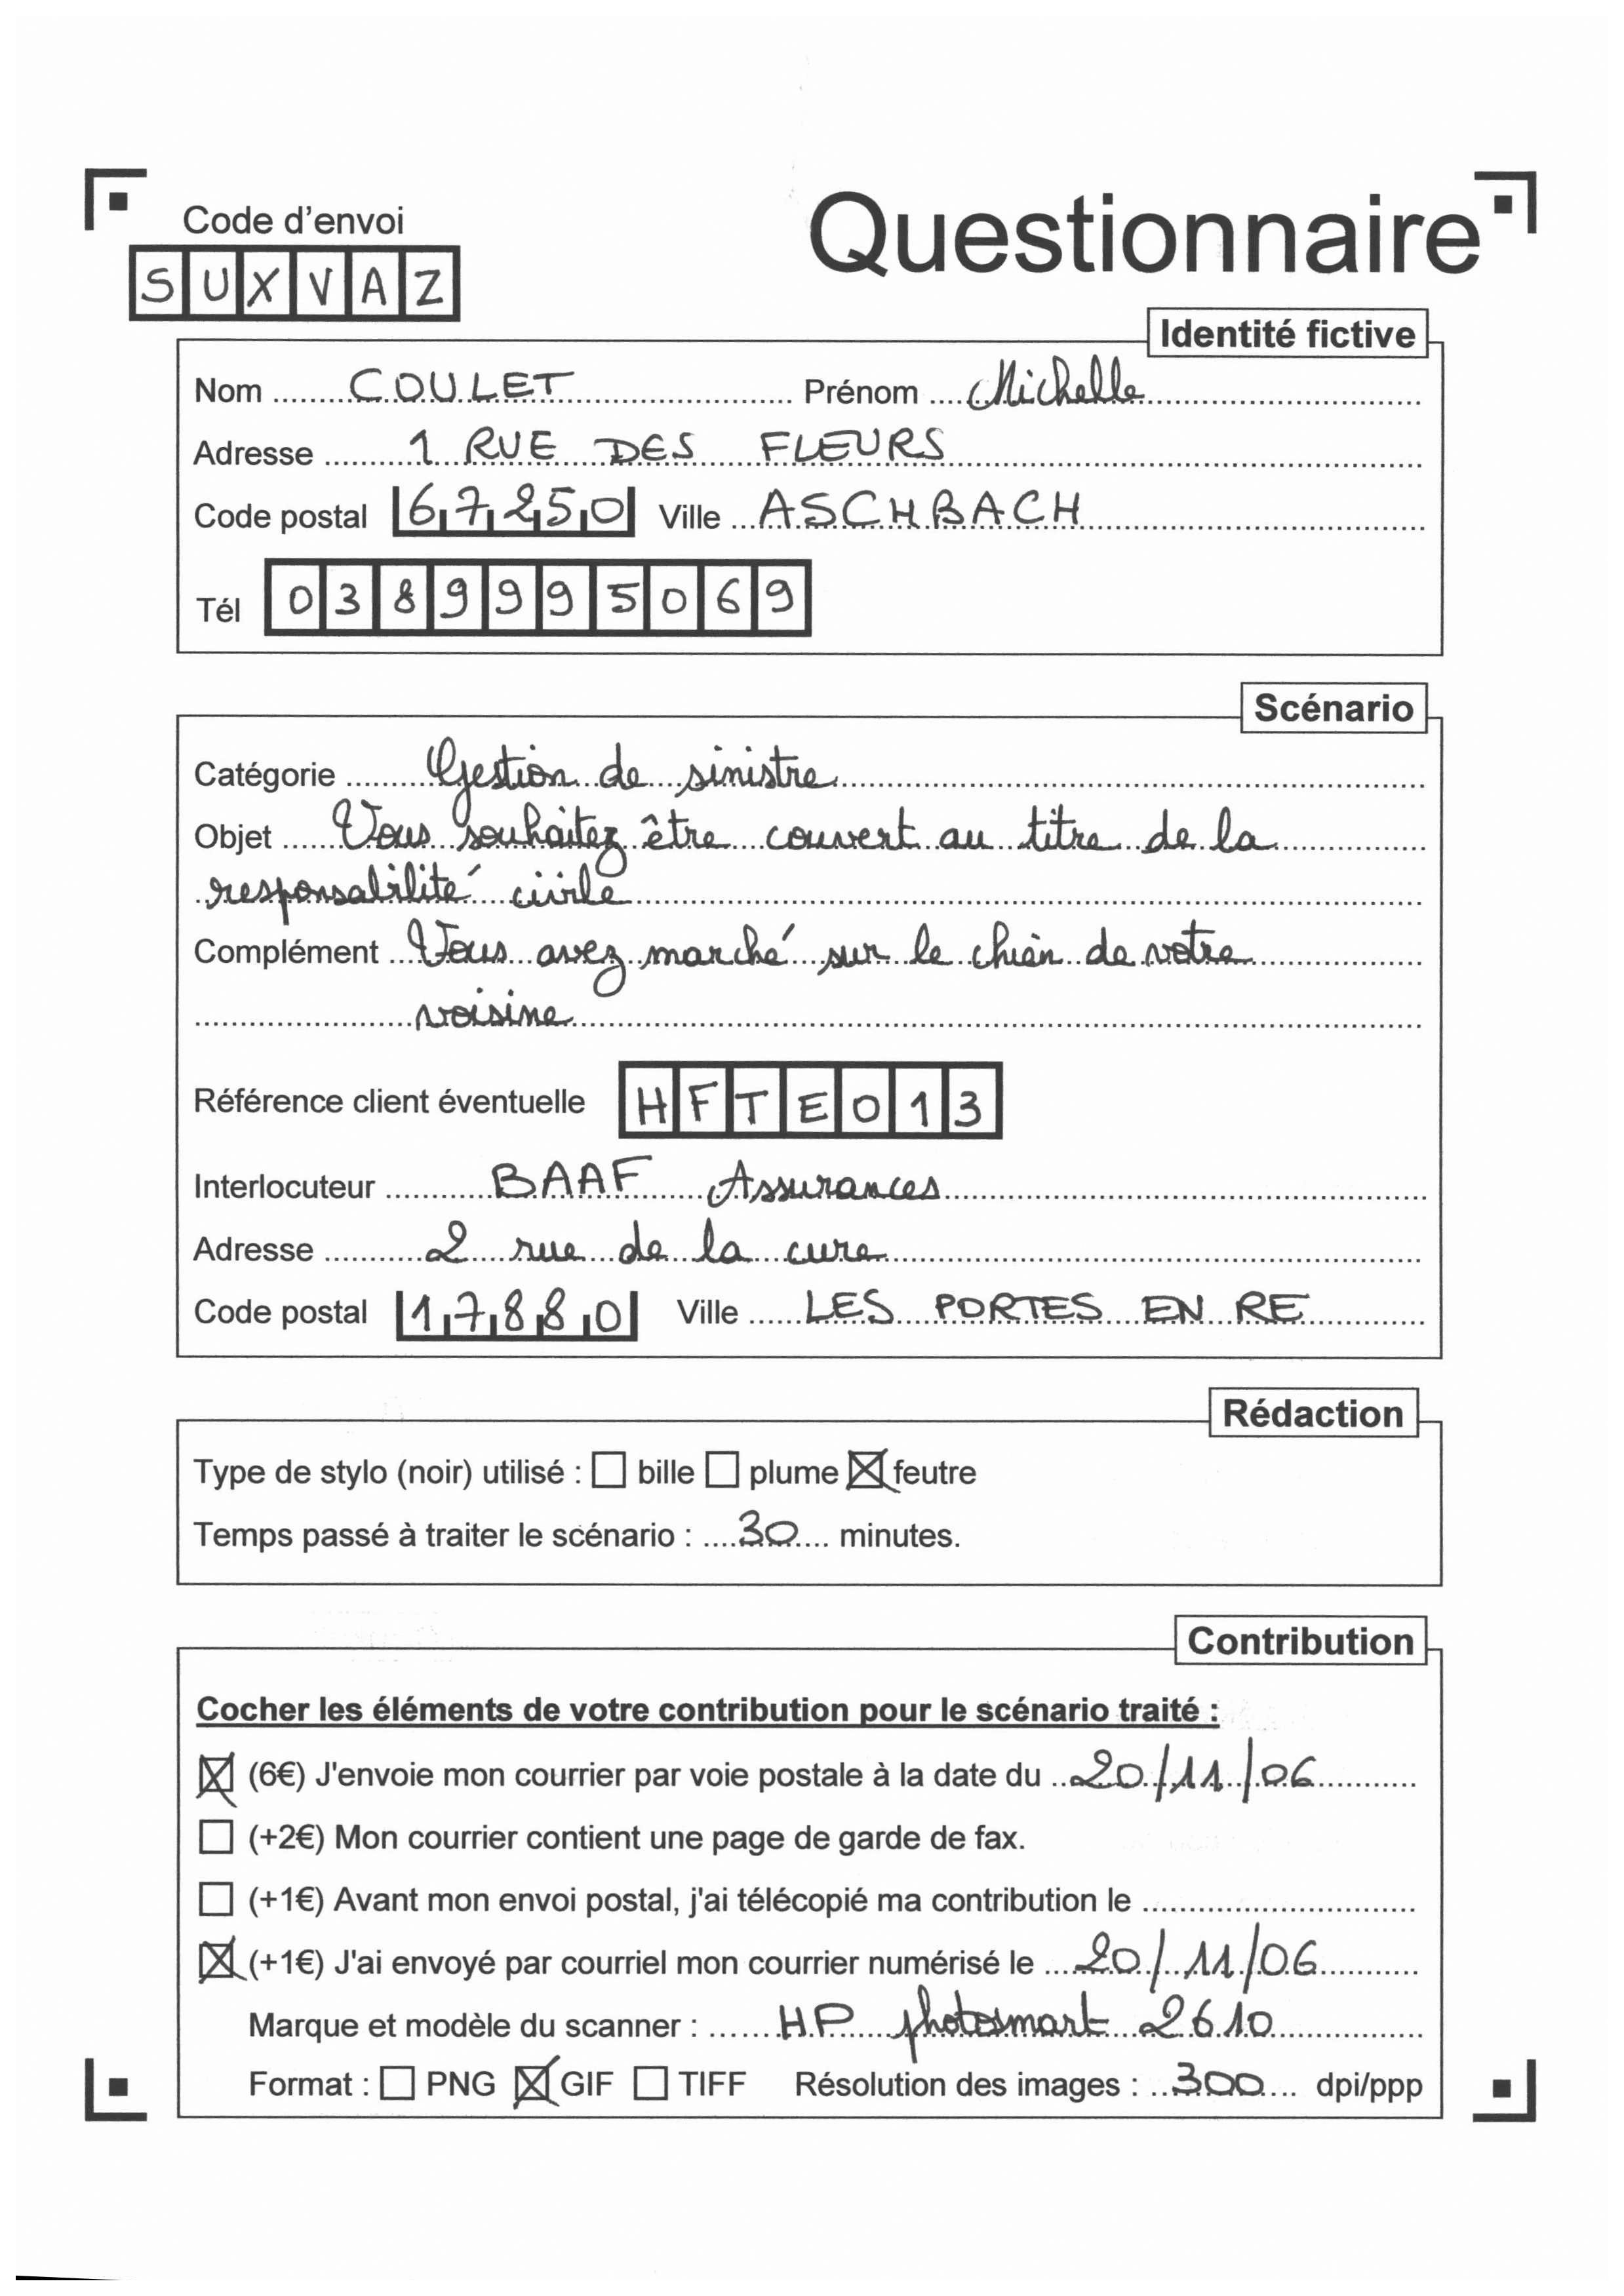 Code d'envoi
SUXVAZ
Questionnaire
Identité fictive
Nom COULET Prénom Michelle
Adresse 1 RUE DES FLEURS
Code postal 67250 Ville ASCHBACH
Tél 0389995069
Scénario
Catégorie Gestion de sinistre
Objet Vous souhaitez être couvert au titre de la
responsabilité civile
Complément Vous avez marché sur le chien de votre
voisine
Référence client éventuelle HFTE013
Interlocuteur BAAF Assurances
Adresse 2 rue de la cure
Code postal 17880 Ville LES PORTES EN RE
Rédaction
Type de stylo (noir) utilisé : bille plume feutre
Temps passé à traiter le scénario : 30 minutes.
Contribution
Cocher les éléments de votre contribution pour le scénario traité :
(6€) J'envoie mon courrier par voie postale à la date du 20/11/06
(+2€) Mon courrier contient une page de garde de fax.
(+1€) Avant mon envoi postal, j'ai télécopié ma contribution le
(+1€) J'ai envoyé par courriel mon courrier numérisé le 20/11/06
Marque et modèle du scanner : HP photosmart 2610
Format : PNG GIF TIFF Résolution des images : 300 dpi/ppp